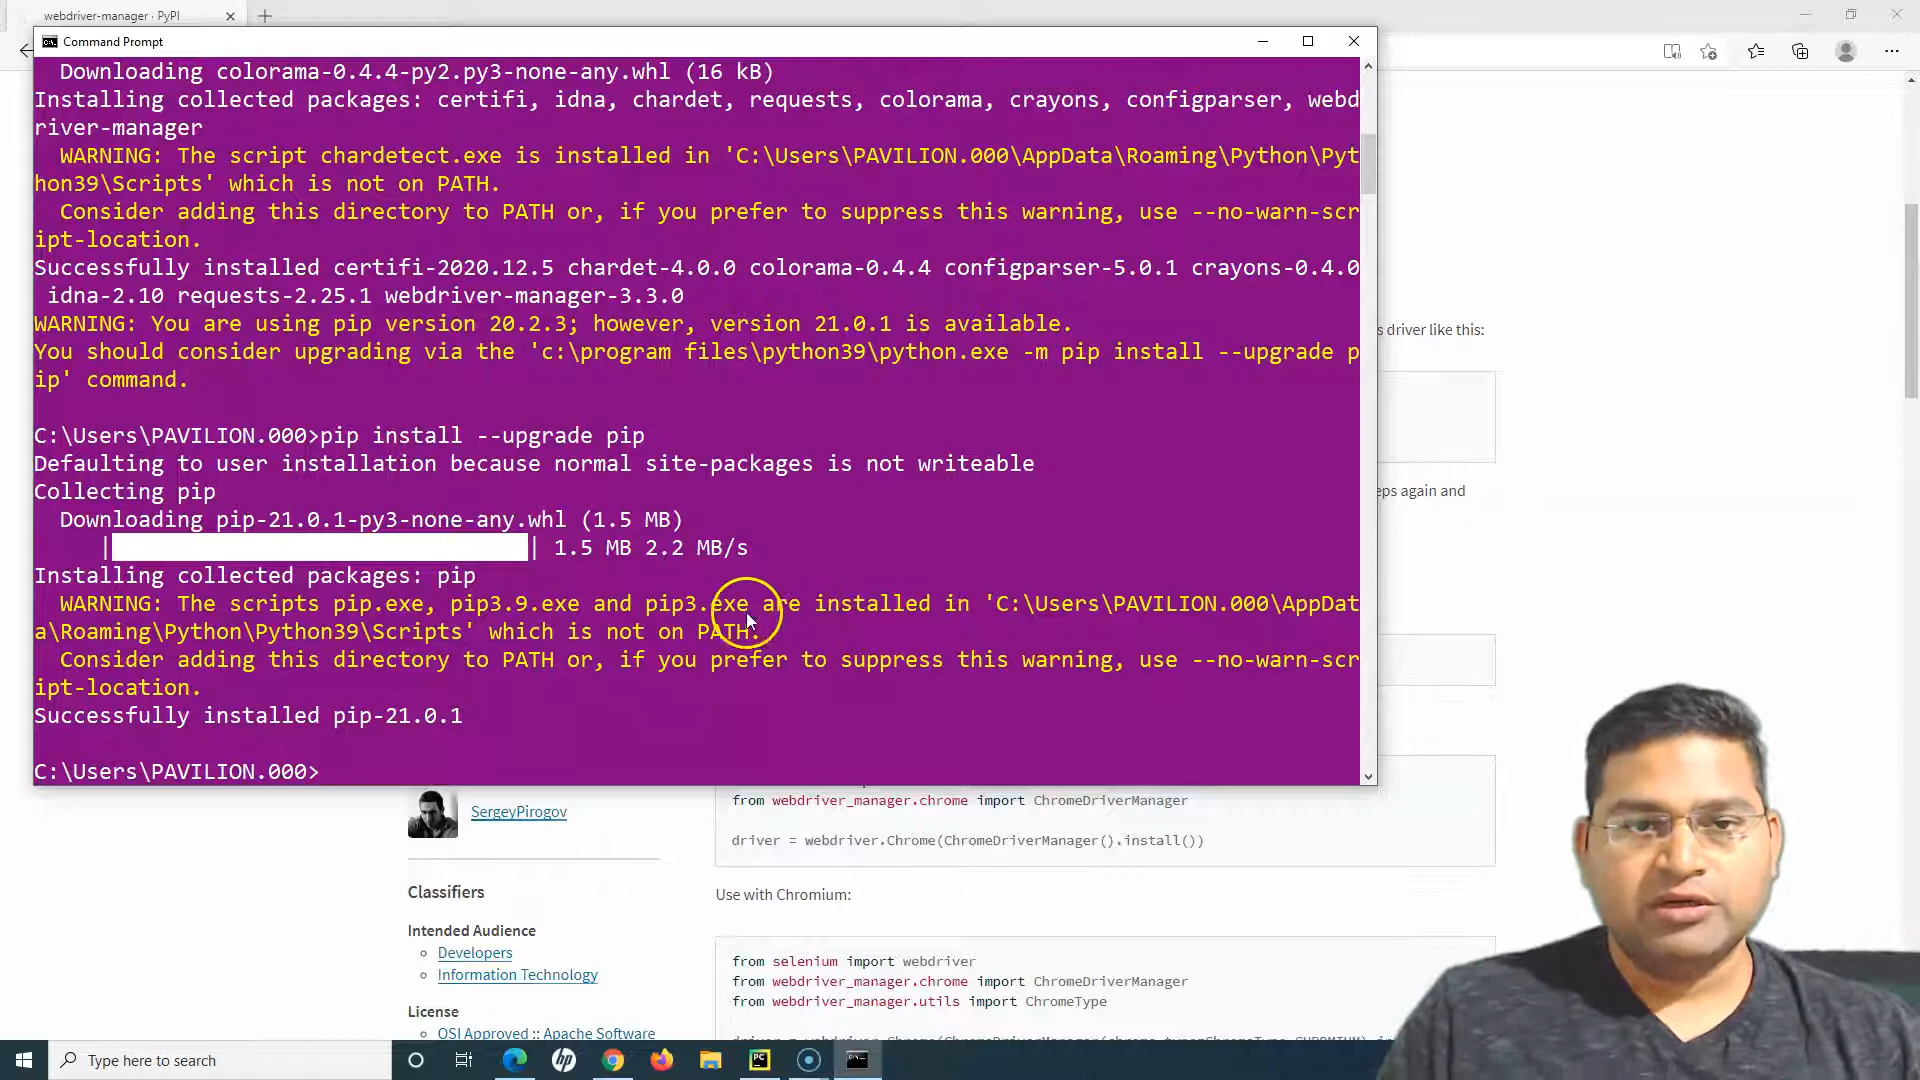 webdriver-manager · PyPI
Command Prompt
Downloading colorama-0.4.4-py2.py3-none-any.whl (16 kB)
Installing collected packages: certifi, idna, chardet, requests, colorama, crayons, configparser, webd
river-manager
WARNING: The script chardetect.exe is installed in 'C:\Users\PAVILION.000\AppData\Roaming\Python\Pyt
hon39\Scripts' which is not on PATH.
Consider adding this directory to PATH or, if you prefer to suppress this warning, use --no-warn-scr
ipt-location.
Successfully installed certifi-2020.12.5 chardet-4.0.0 colorama-0.4.4 configparser-5.0.1 crayons-0.4.0
idna-2.10 requests-2.25.1 webdriver-manager-3.3.0
WARNING: You are using pip version 20.2.3; however, version 21.0.1 is available.
You should consider upgrading via the 'c:\program files\python39\python.exe -m pip install --upgrade p
ip' command.
C:\Users\PAVILION.000>pip install --upgrade pip
Defaulting to user installation because normal site-packages is not writeable
Collecting pip
Downloading pip-21.0.1-py3-none-any.whl (1.5 MB)
| | 1.5 MB 2.2 MB/s
Installing collected packages: pip
WARNING: The scripts pip.exe, pip3.9.exe and pip3.exe are installed in 'C:\Users\PAVILION.000\AppDat
a\Roaming\Python\Python39\Scripts' which is not on PATH.
Consider adding this directory to PATH or, if you prefer to suppress this warning, use --no-warn-scr
ipt-location.
Successfully installed pip-21.0.1
C:\Users\PAVILION.000>
s driver like this:
eps again and
SergeyPirogov
Classifiers
Intended Audience
Developers
Information Technology
License
OSI Approved :: Apache Software
from webdriver_manager.chrome import ChromeDriverManager
driver = webdriver.Chrome(ChromeDriverManager().install())
Use with Chromium:
from selenium import webdriver
from webdriver_manager.chrome import ChromeDriverManager
from webdriver_manager.utils import ChromeType
Type here to search
hp
PC